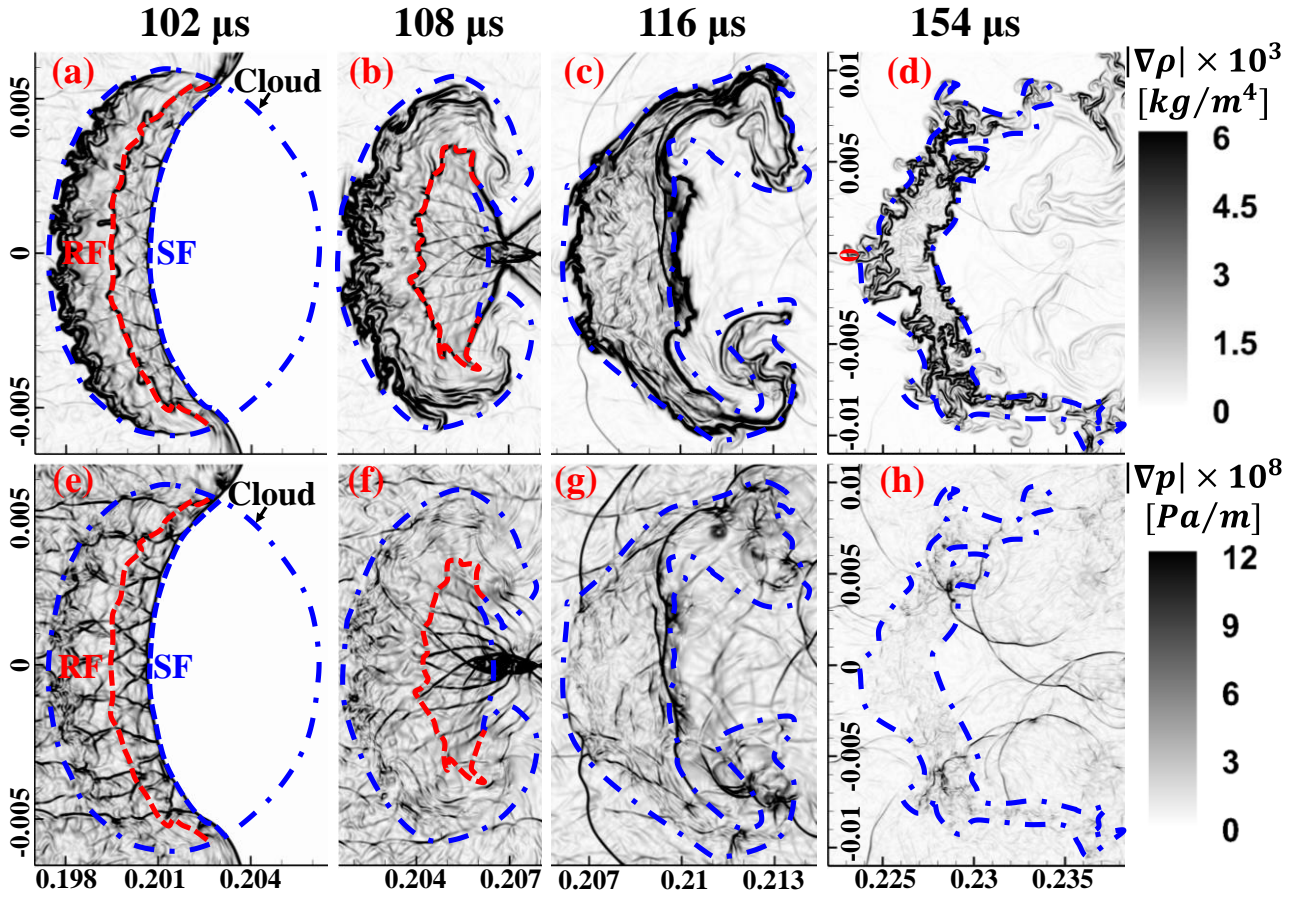 102 μs 108 μs 116 μs 154 μs
(a) (b) (c) (d)
Cloud
RF SF
0.005
0
-0.005
0.01
0.005
0
-0.005
-0.01
|∇ρ| × 10³
[kg/m⁴]
6
4.5
3
1.5
0
(e) (f) (g) (h)
Cloud
RF SF
0.005
0
-0.005
0.01
0.005
0
-0.005
-0.01
|∇p| × 10⁸
[Pa/m]
12
9
6
3
0
0.198 0.201 0.204 0.204 0.207 0.207 0.21 0.213 0.225 0.23 0.235